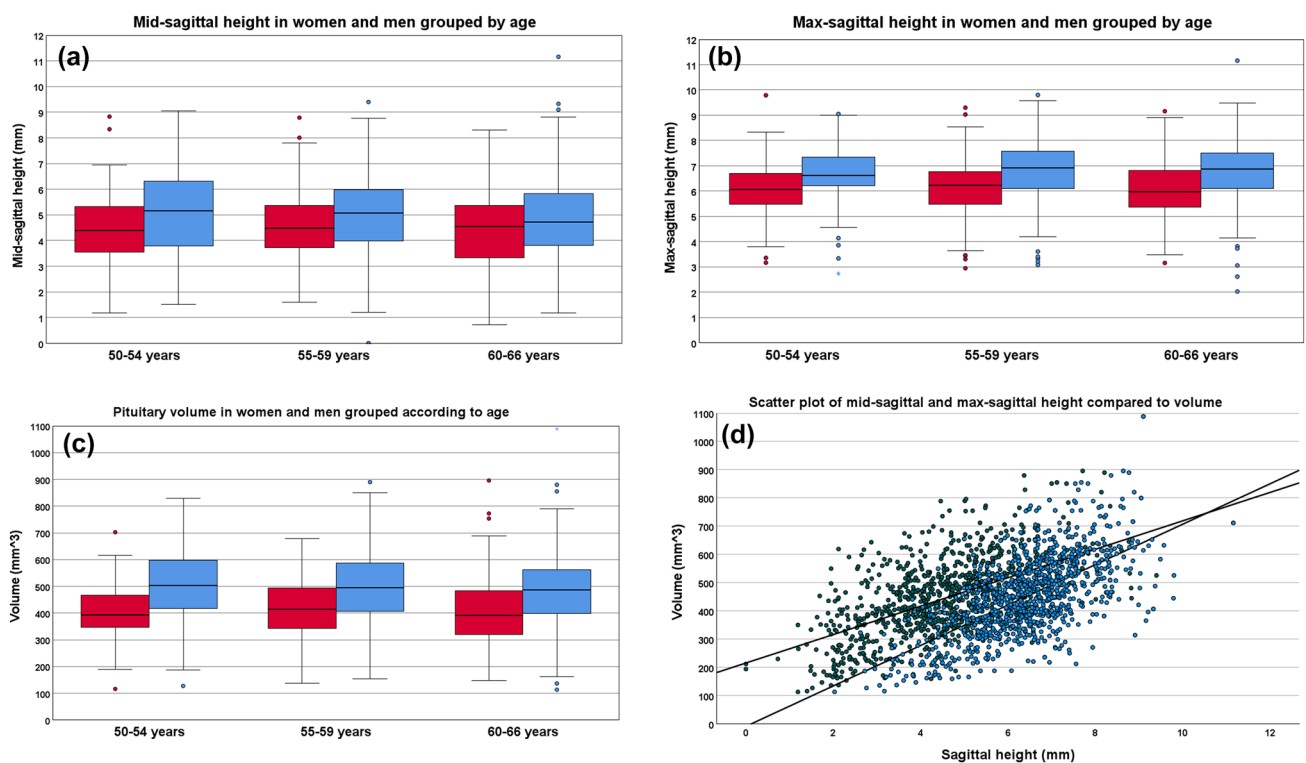 Mid-sagittal height in women and men grouped by age
(a)
Mid-sagittal height (mm)
12
11
10
9
8
7
6
5
4
3
2
1
0
50-54 years 55-59 years 60-66 years
Max-sagittal height in women and men grouped by age
(b)
Max-sagittal height (mm)
12
11
10
9
8
7
6
5
4
3
2
1
0
50-54 years 55-59 years 60-66 years
Pituitary volume in women and men grouped according to age
(c)
Volume (mm^3)
1100
1000
900
800
700
600
500
400
300
200
100
0
50-54 years 55-59 years 60-66 years
Scatter plot of mid-sagittal and max-sagittal height compared to volume
(d)
Volume (mm^3)
1100
1000
900
800
700
600
500
400
300
200
100
0
0 2 4 6 8 10 12
Sagittal height (mm)